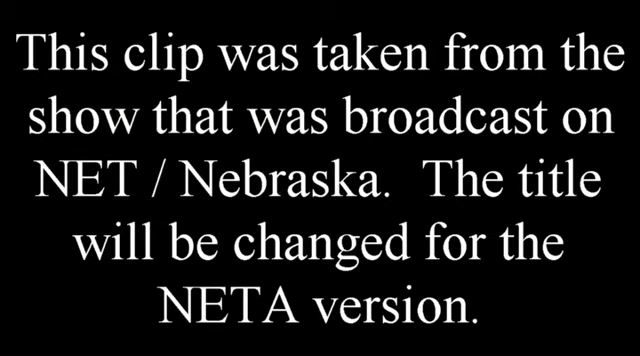 This clip was taken from the
show that was broadcast on
NET / Nebraska.  The title
will be changed for the
NETA version.